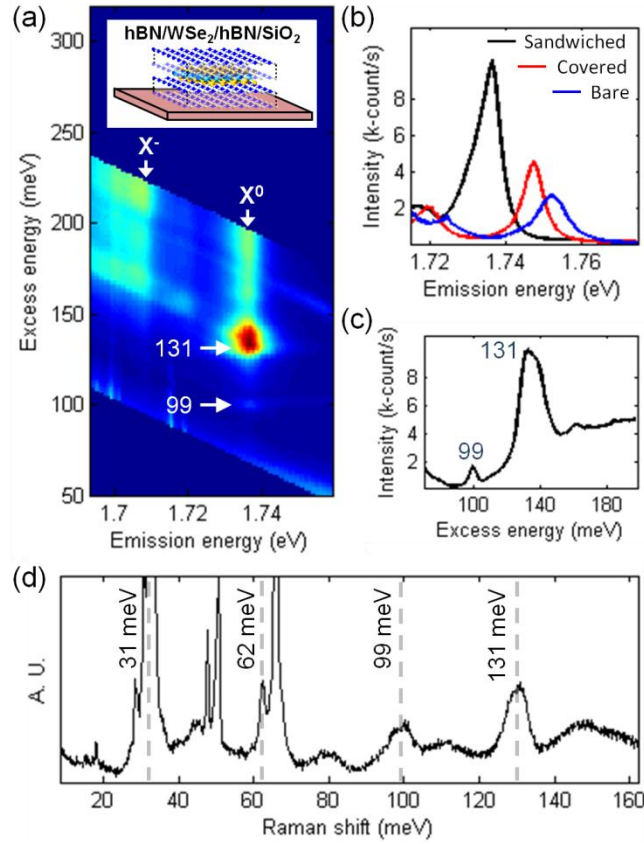 (a)
hBN/WSe₂/hBN/SiO₂
300
250
200
150
100
50
Excess energy (meV)
X⁻
X⁰
131
99
1.7
1.72
1.74
Emission energy (eV)
(b)
Sandwiched
Covered
Bare
8
6
4
2
Intensity (k-count/s)
1.72
1.74
1.76
Emission energy (eV)
(c)
131
99
10
8
6
4
2
Intensity (k-count/s)
100
140
180
Excess energy (meV)
(d)
31 meV
62 meV
99 meV
131 meV
A. U.
20
40
60
80
100
120
140
160
Raman shift (meV)